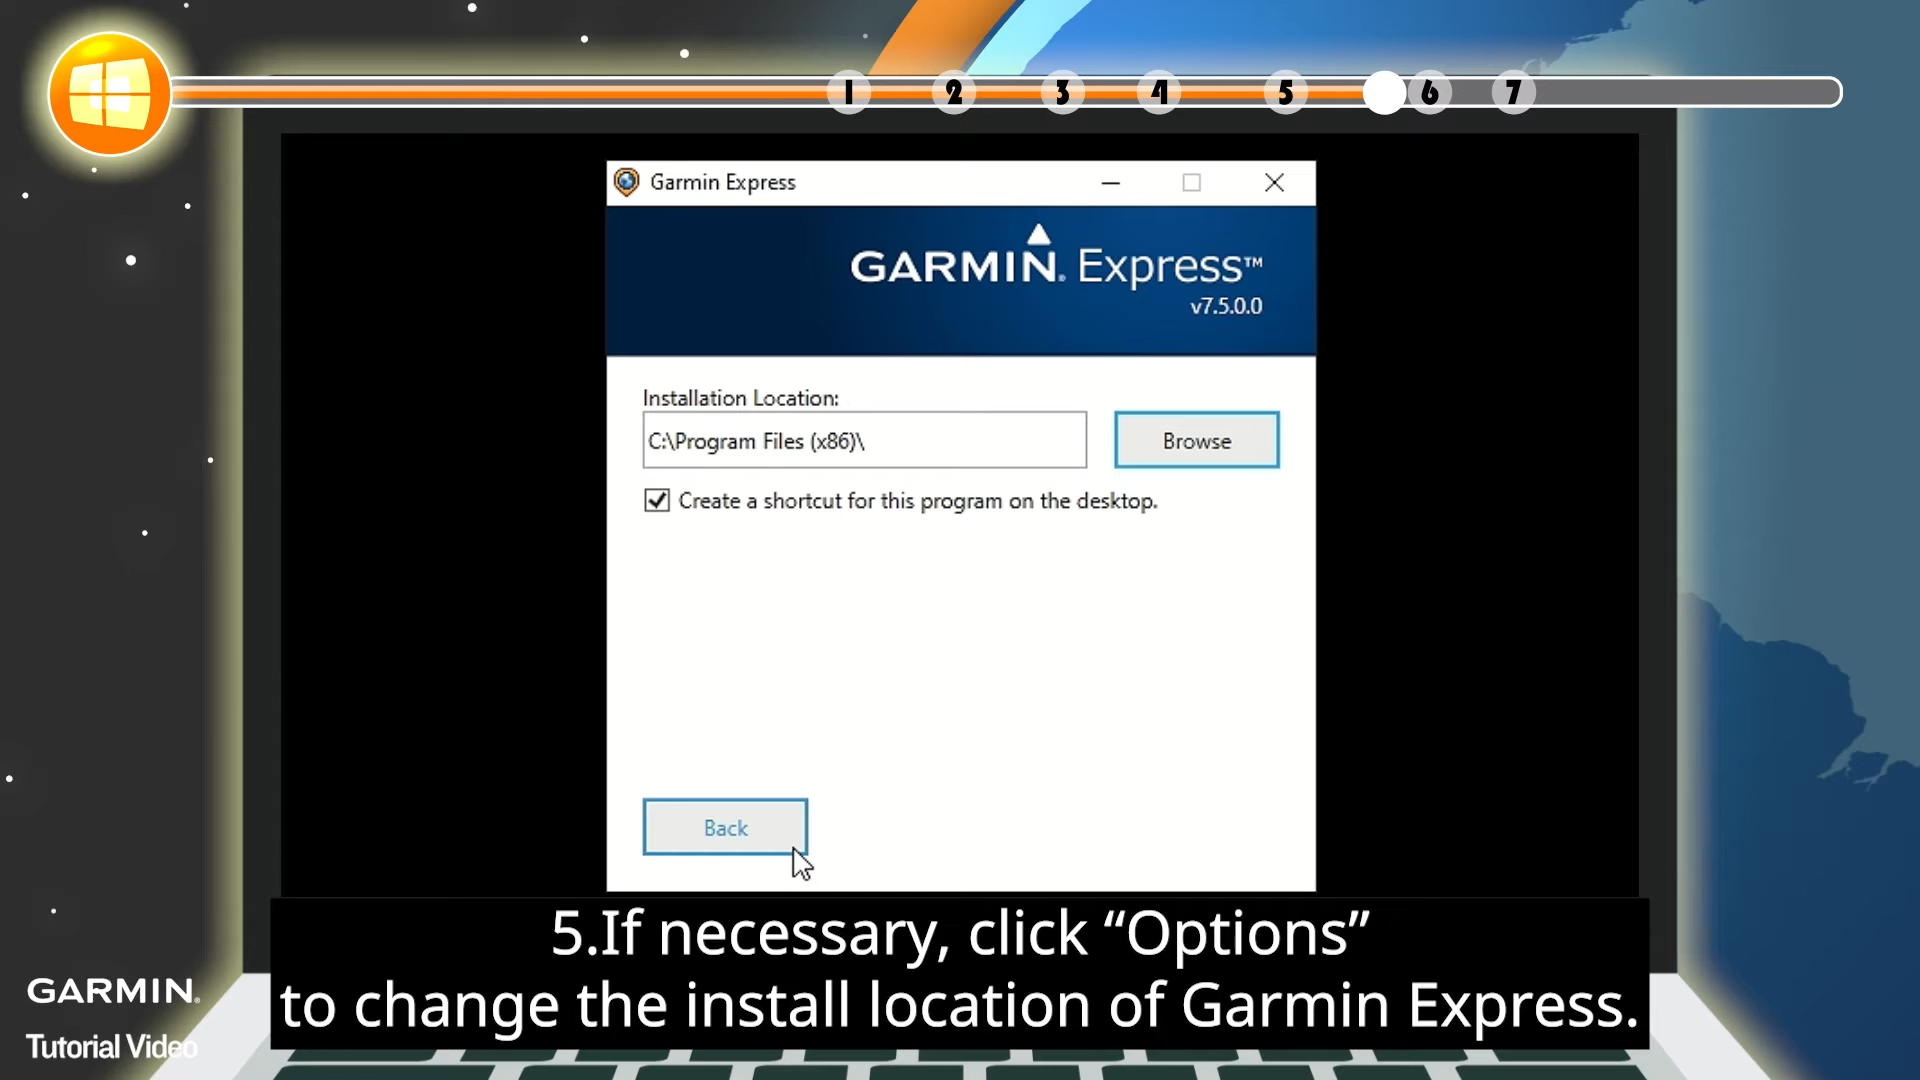 1 2 3 4 5 6 7
Garmin Express
GARMIN® Express™
v7.5.0.0
Installation Location:
C:\Program Files (x86)\
Browse
Create a shortcut for this program on the desktop.
Back
5.If necessary, click “Options”
to change the install location of Garmin Express.
GARMIN®
Tutorial Video